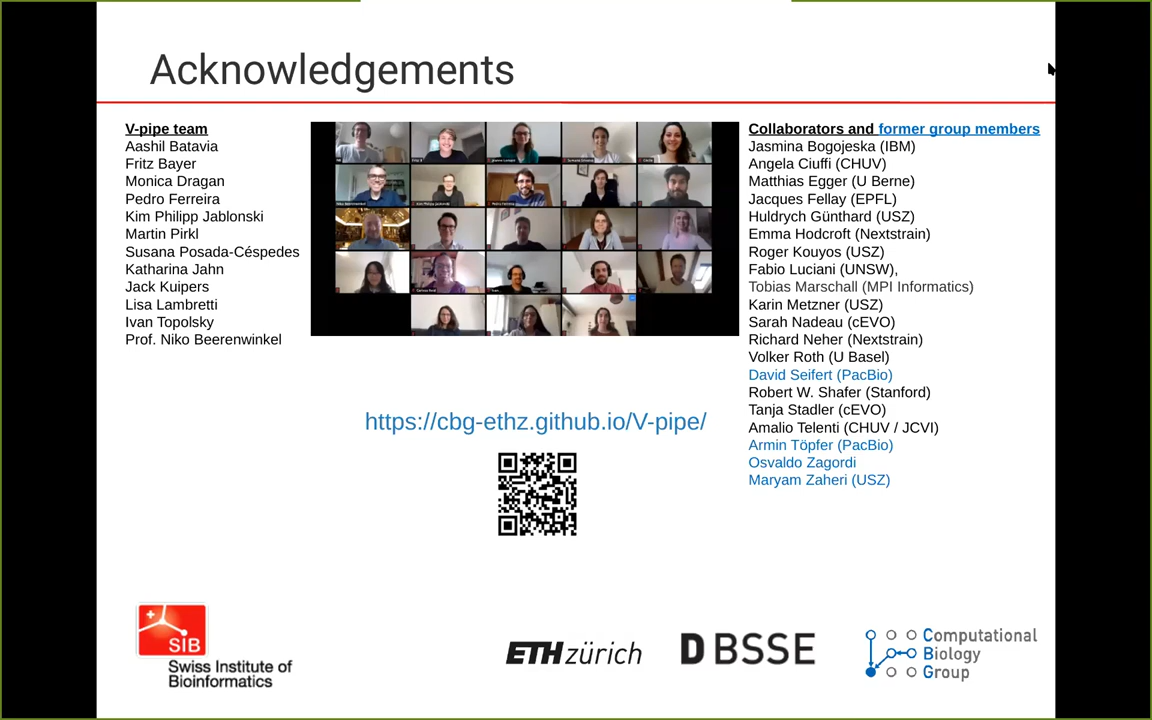 Acknowledgements
V-pipe team
Aashil Batavia
Fritz Bayer
Monica Dragan
Pedro Ferreira
Kim Philipp Jablonski
Martin Pirkl
Susana Posada-Céspedes
Katharina Jahn
Jack Kuipers
Lisa Lambretti
Ivan Topolsky
Prof. Niko Beerenwinkel
https://cbg-ethz.github.io/V-pipe/
Collaborators and former group members
Jasmina Bogojeska (IBM)
Angela Ciuffi (CHUV)
Matthias Egger (U Berne)
Jacques Fellay (EPFL)
Huldrych Günthard (USZ)
Emma Hodcroft (Nextstrain)
Roger Kouyos (USZ)
Fabio Luciani (UNSW),
Tobias Marschall (MPI Informatics)
Karin Metzner (USZ)
Sarah Nadeau (cEVO)
Richard Neher (Nextstrain)
Volker Roth (U Basel)
David Seifert (PacBio)
Robert W. Shafer (Stanford)
Tanja Stadler (cEVO)
Amalio Telenti (CHUV / JCVI)
Armin Töpfer (PacBio)
Osvaldo Zagordi
Maryam Zaheri (USZ)
SIB
Swiss Institute of
Bioinformatics
ETH zürich
D BSSE
Computational
Biology
Group